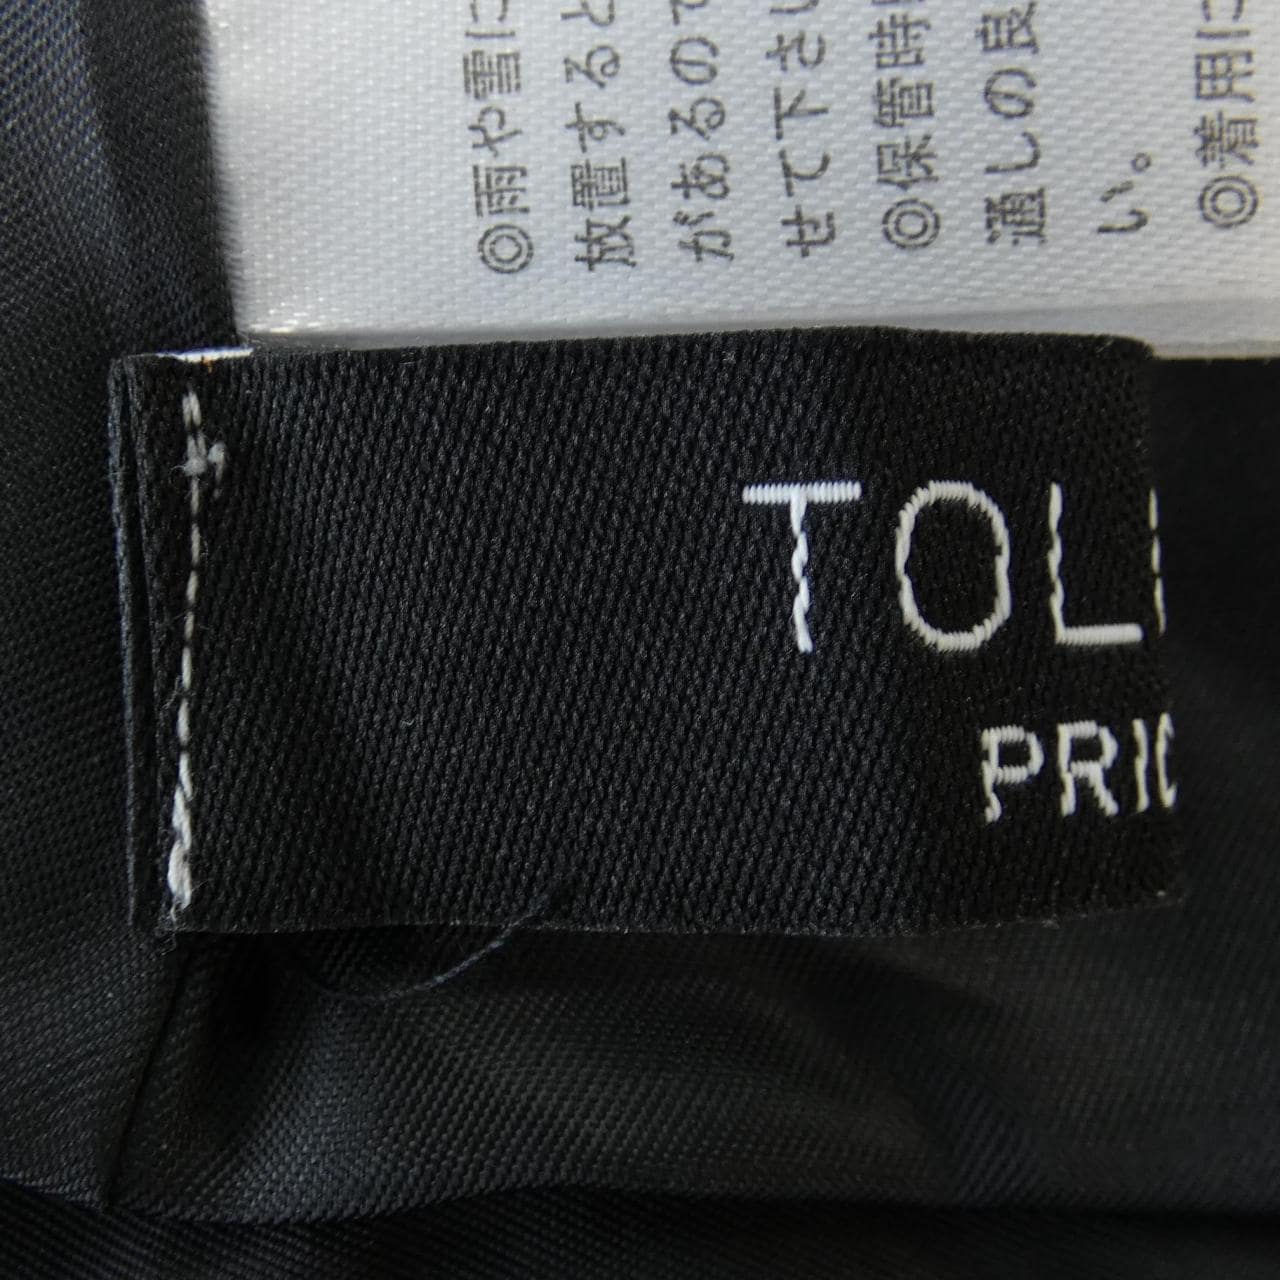 ◎雨や雪に
放置すると
があるので
せて下さい
◎保管時
通しの良
い。
◎着用に
TOL
PRIC